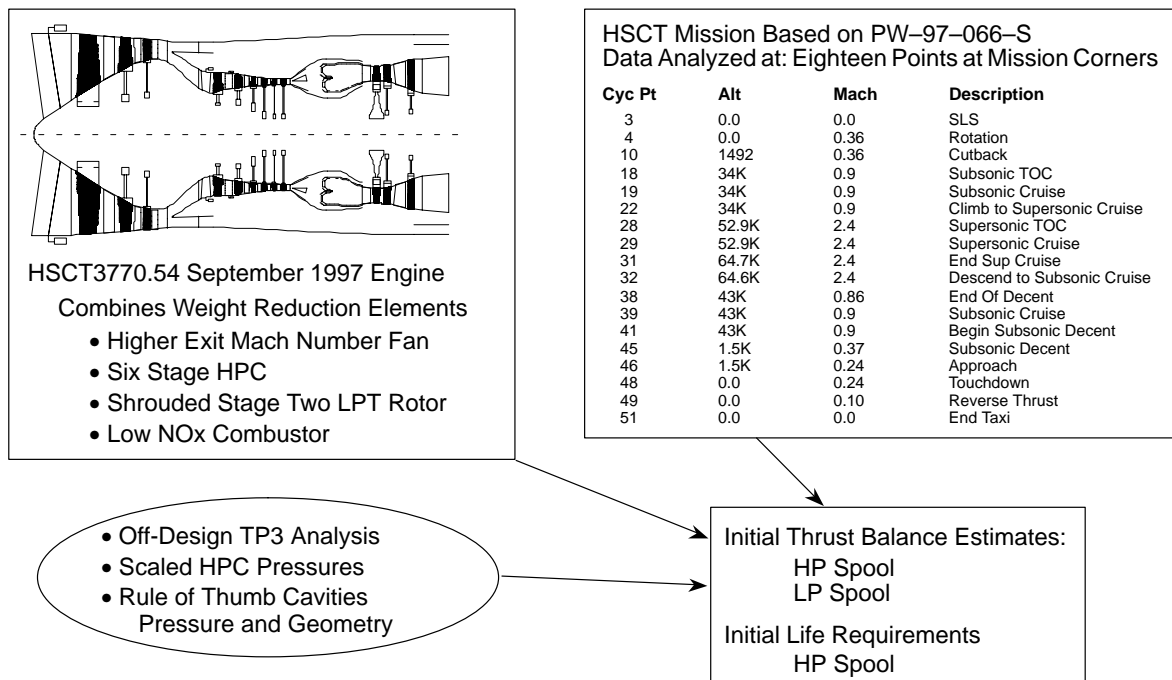 HSCT3770.54 September 1997 Engine
Combines Weight Reduction Elements
• Higher Exit Mach Number Fan
• Six Stage HPC
• Shrouded Stage Two LPT Rotor
• Low NOx Combustor
HSCT Mission Based on PW–97–066–S
Data Analyzed at: Eighteen Points at Mission Corners
Cyc Pt Alt Mach Description
3 0.0 0.0 SLS
4 0.0 0.36 Rotation
10 1492 0.36 Cutback
18 34K 0.9 Subsonic TOC
19 34K 0.9 Subsonic Cruise
22 34K 0.9 Climb to Supersonic Cruise
28 52.9K 2.4 Supersonic TOC
29 52.9K 2.4 Supersonic Cruise
31 64.7K 2.4 End Sup Cruise
32 64.6K 2.4 Descend to Subsonic Cruise
38 43K 0.86 End Of Decent
39 43K 0.9 Subsonic Cruise
41 43K 0.9 Begin Subsonic Decent
45 1.5K 0.37 Subsonic Decent
46 1.5K 0.24 Approach
48 0.0 0.24 Touchdown
49 0.0 0.10 Reverse Thrust
51 0.0 0.0 End Taxi
• Off-Design TP3 Analysis
• Scaled HPC Pressures
• Rule of Thumb Cavities
Pressure and Geometry
Initial Thrust Balance Estimates:
HP Spool
LP Spool
Initial Life Requirements
HP Spool